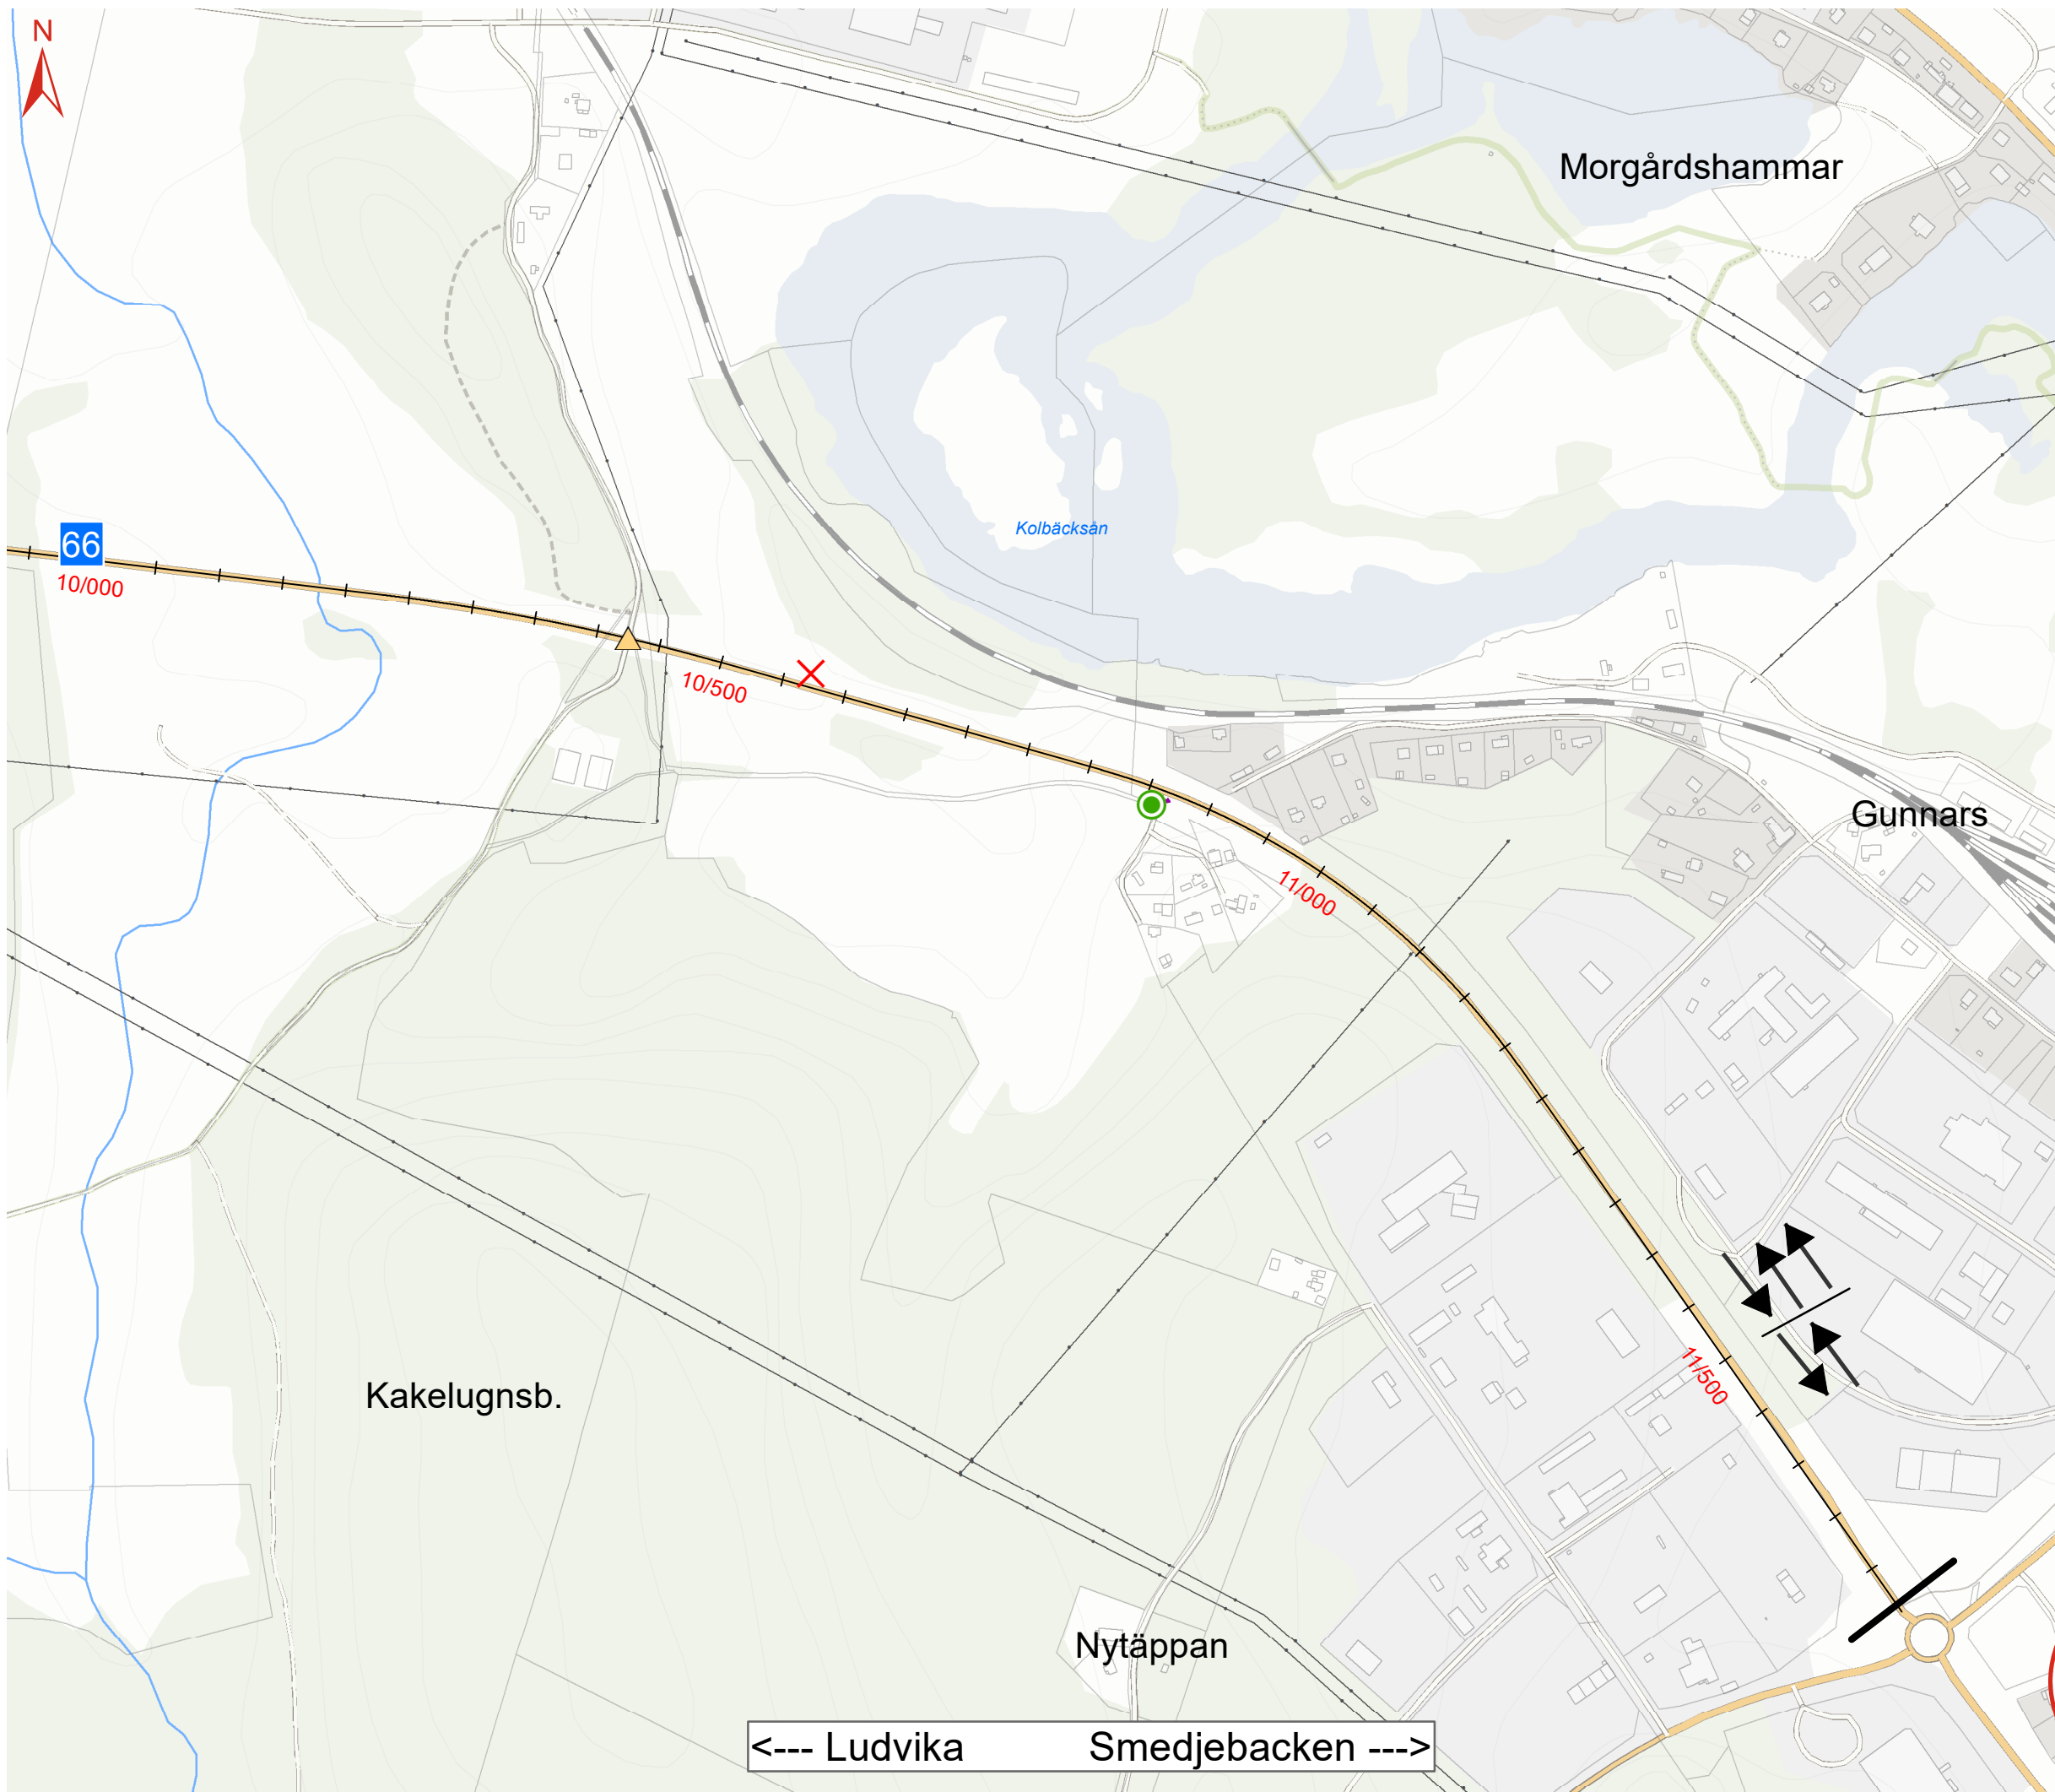 N
Morgårdshammar
Kolbäcksån
66
10/000
10/500
Gunnars
11/000
11/500
Kakelugnsb.
Nytäppan
<--- Ludvika Smedjebacken --->